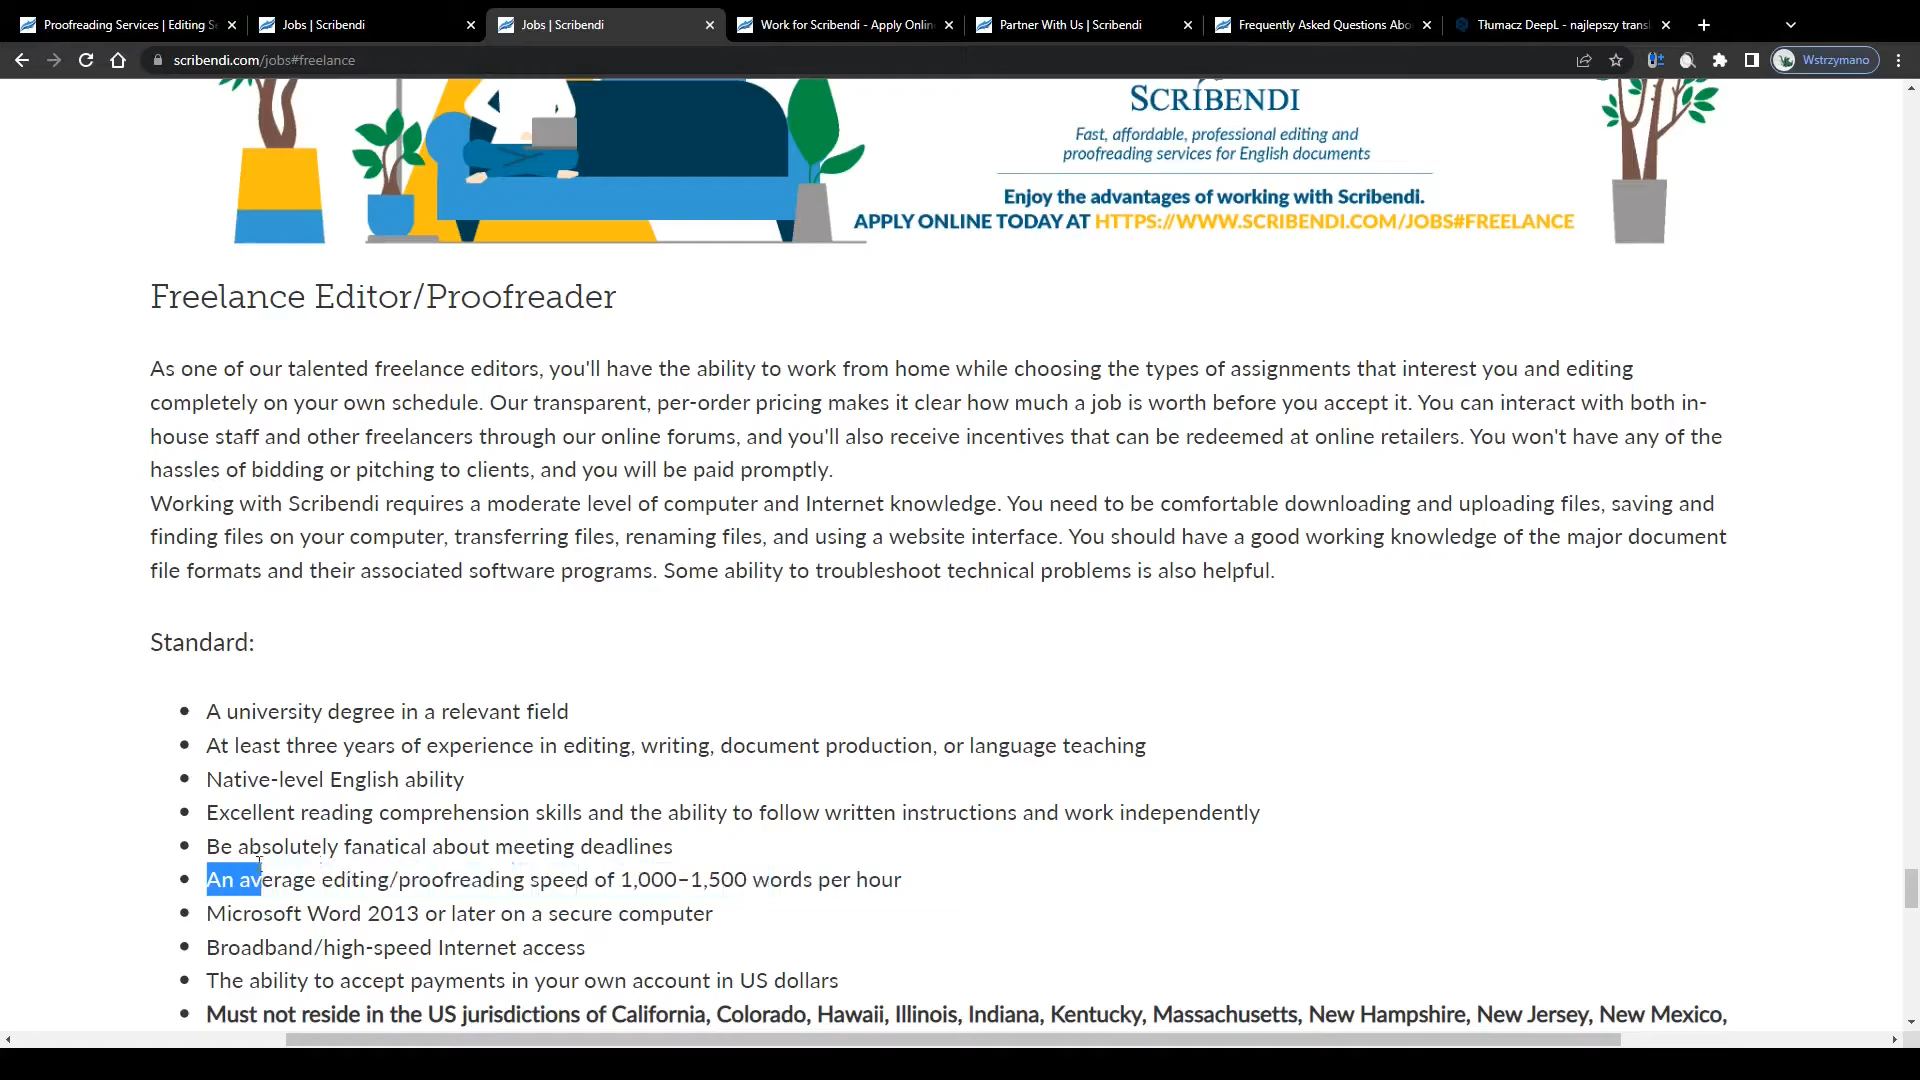 Proofreading Services | Editing S
Jobs | Scribendi
Jobs | Scribendi
Work for Scribendi - Apply Onlin
Partner With Us | Scribendi
Frequently Asked Questions Abo
Tłumacz DeepL - najlepszy trans
scribendi.com/jobs#freelance
Wstrzymano
SCRIBENDI
Fast, affordable, professional editing and
proofreading services for English documents
Enjoy the advantages of working with Scribendi.
APPLY ONLINE TODAY AT HTTPS://WWW.SCRIBENDI.COM/JOBS#FREELANCE
Freelance Editor/Proofreader
As one of our talented freelance editors, you'll have the ability to work from home while choosing the types of assignments that interest you and editing
completely on your own schedule. Our transparent, per-order pricing makes it clear how much a job is worth before you accept it. You can interact with both in-
house staff and other freelancers through our online forums, and you'll also receive incentives that can be redeemed at online retailers. You won't have any of the
hassles of bidding or pitching to clients, and you will be paid promptly.
Working with Scribendi requires a moderate level of computer and Internet knowledge. You need to be comfortable downloading and uploading files, saving and
finding files on your computer, transferring files, renaming files, and using a website interface. You should have a good working knowledge of the major document
file formats and their associated software programs. Some ability to troubleshoot technical problems is also helpful.
Standard:
• A university degree in a relevant field
• At least three years of experience in editing, writing, document production, or language teaching
• Native-level English ability
• Excellent reading comprehension skills and the ability to follow written instructions and work independently
• Be absolutely fanatical about meeting deadlines
• An average editing/proofreading speed of 1,000–1,500 words per hour
• Microsoft Word 2013 or later on a secure computer
• Broadband/high-speed Internet access
• The ability to accept payments in your own account in US dollars
• Must not reside in the US jurisdictions of California, Colorado, Hawaii, Illinois, Indiana, Kentucky, Massachusetts, New Hampshire, New Jersey, New Mexico,